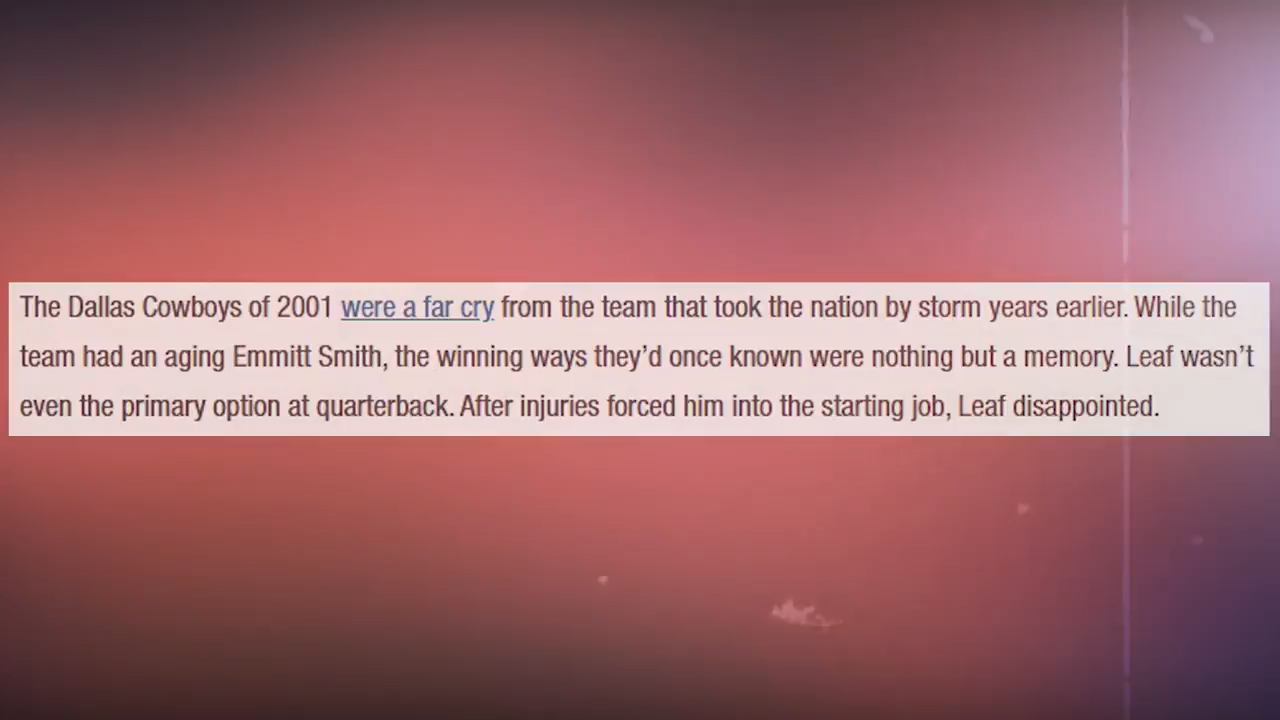 The Dallas Cowboys of 2001 were a far cry from the team that took the nation by storm years earlier. While the
team had an aging Emmitt Smith, the winning ways they’d once known were nothing but a memory. Leaf wasn’t
even the primary option at quarterback. After injuries forced him into the starting job, Leaf disappointed.